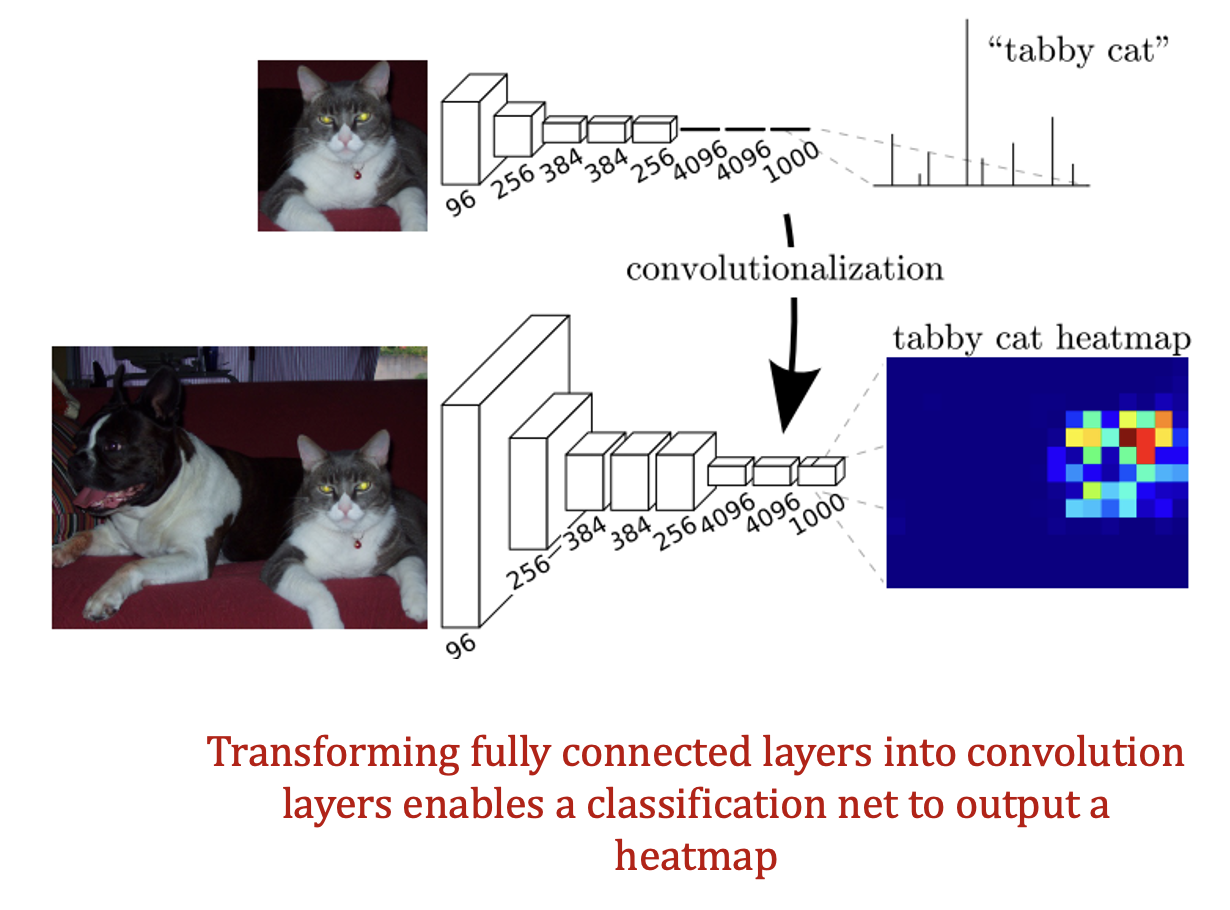 “tabby cat”
96
256
384
384
256
4096
4096
1000
convolutionalization
tabby cat heatmap
96
256
384
384
256
4096
4096
1000
Transforming fully connected layers into convolution
layers enables a classification net to output a
heatmap